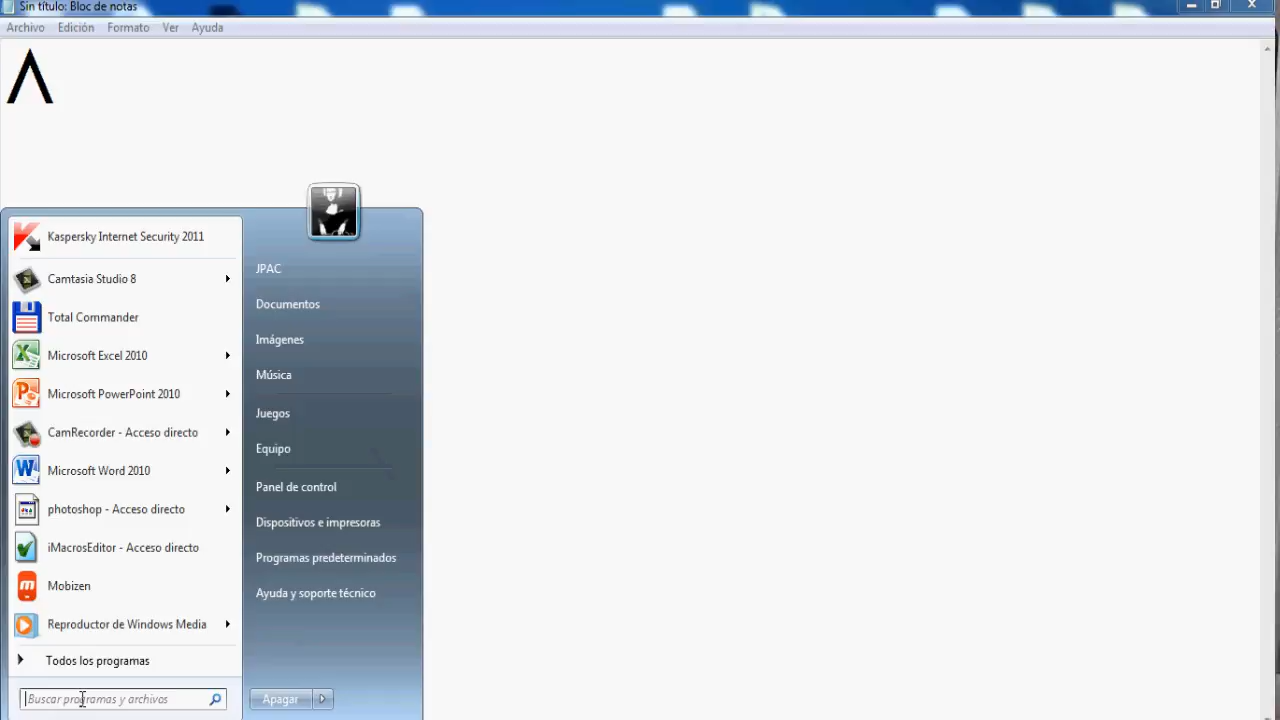 Sin título: Bloc de notas
Archivo Edición Formato Ver Ayuda
Λ
Kaspersky Internet Security 2011
Camtasia Studio 8
Total Commander
Microsoft Excel 2010
Microsoft PowerPoint 2010
CamRecorder - Acceso directo
Microsoft Word 2010
photoshop - Acceso directo
iMacrosEditor - Acceso directo
Mobizen
Reproductor de Windows Media
Todos los programas
Buscar programas y archivos
JPAC
Documentos
Imágenes
Música
Juegos
Equipo
Panel de control
Dispositivos e impresoras
Programas predeterminados
Ayuda y soporte técnico
Apagar